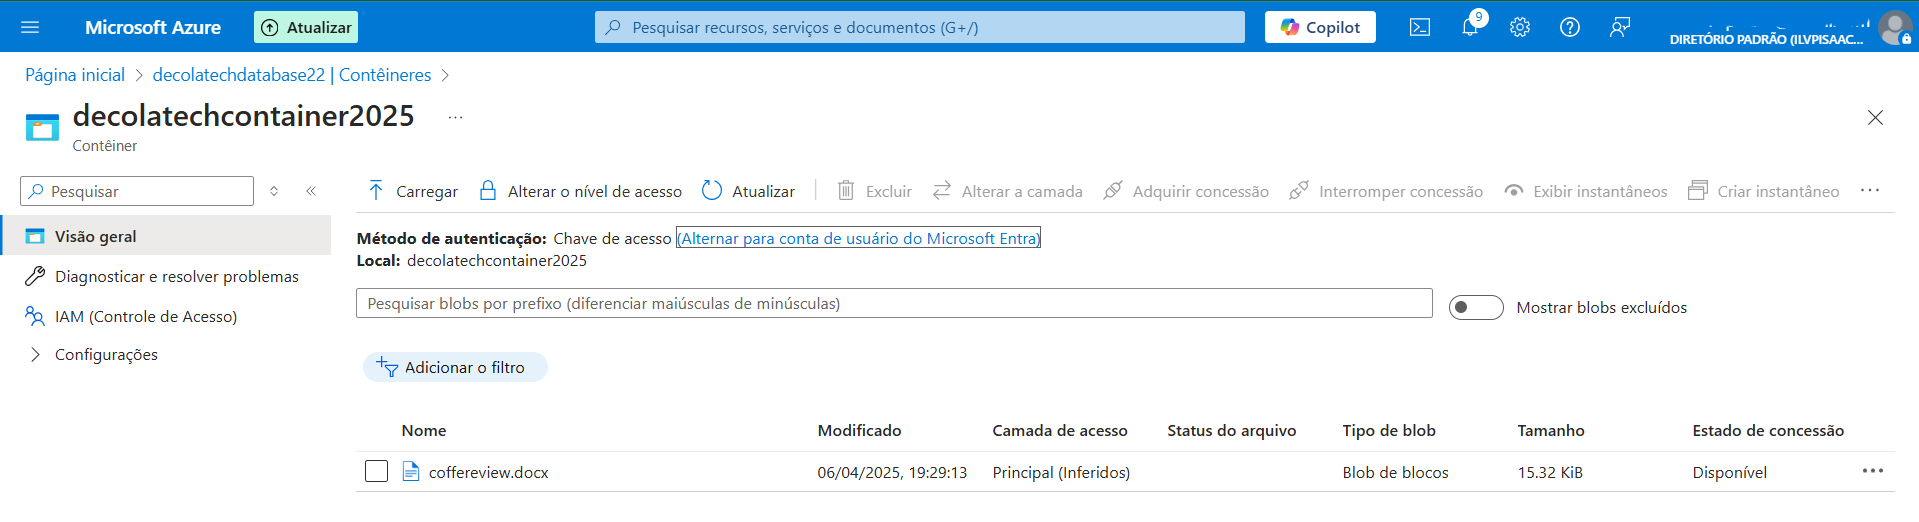 Microsoft Azure
Atualizar
Pesquisar recursos, serviços e documentos (G+/)
Copilot
9
DIRETÓRIO PADRÃO (ILVPISAAC...
Página inicial > decolatechdatabase22 | Contêineres >
decolatechcontainer2025 ...
Contêiner
Pesquisar
Carregar Alterar o nível de acesso Atualizar Excluir Alterar a camada Adquirir concessão Interromper concessão Exibir instantâneos Criar instantâneo ...
Visão geral
Diagnosticar e resolver problemas
IAM (Controle de Acesso)
Configurações
Método de autenticação: Chave de acesso (Alternar para conta de usuário do Microsoft Entra)
Local: decolatechcontainer2025
Pesquisar blobs por prefixo (diferenciar maiúsculas de minúsculas)
Mostrar blobs excluídos
Adicionar o filtro
Nome Modificado Camada de acesso Status do arquivo Tipo de blob Tamanho Estado de concessão
coffereview.docx 06/04/2025, 19:29:13 Principal (Inferidos) Blob de blocos 15.32 KiB Disponível ...